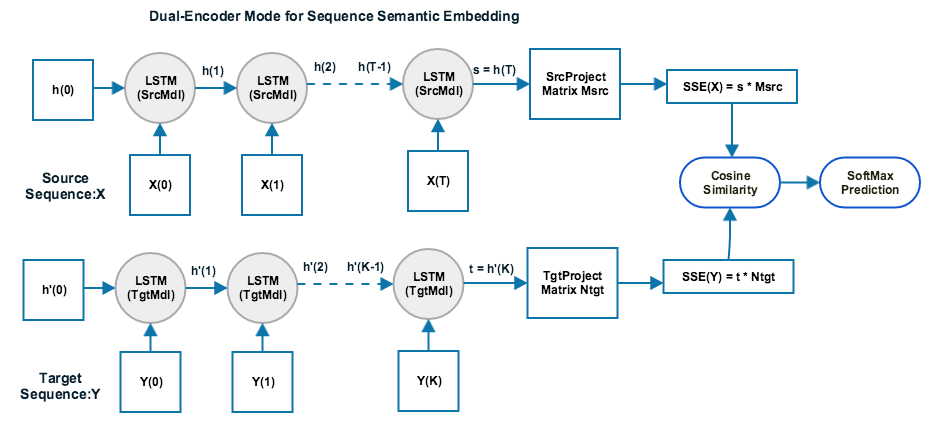 Dual-Encoder Mode for Sequence Semantic Embedding
h(0)
LSTM
(SrcMdl)
h(1)
LSTM
(SrcMdl)
h(2)
h(T-1)
LSTM
(SrcMdl)
s = h(T)
SrcProject
Matrix Msrc
SSE(X) = s * Msrc
Source
Sequence:X
X(0)
X(1)
X(T)
Cosine
Similarity
SoftMax
Prediction
h'(0)
LSTM
(TgtMdl)
h'(1)
LSTM
(TgtMdl)
h'(2)
h'(K-1)
LSTM
(TgtMdl)
t = h'(K)
TgtProject
Matrix Ntgt
SSE(Y) = t * Ntgt
Target
Sequence:Y
Y(0)
Y(1)
Y(K)